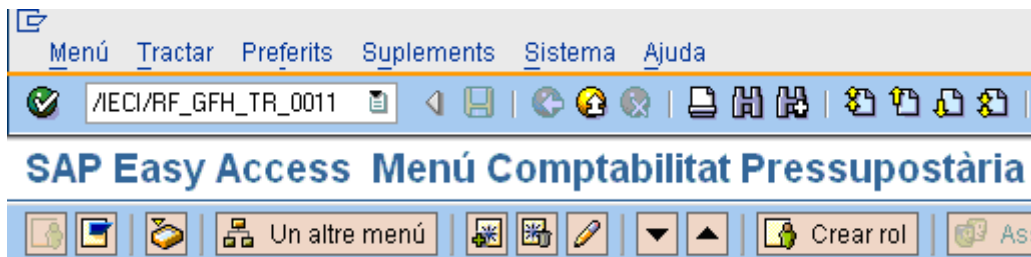 Menú Tractar Preferits Suplements Sistema Ajuda
/IECI/RF_GFH_TR_0011
SAP Easy Access Menú Comptabilitat Pressupostària
Un altre menú Crear rol As